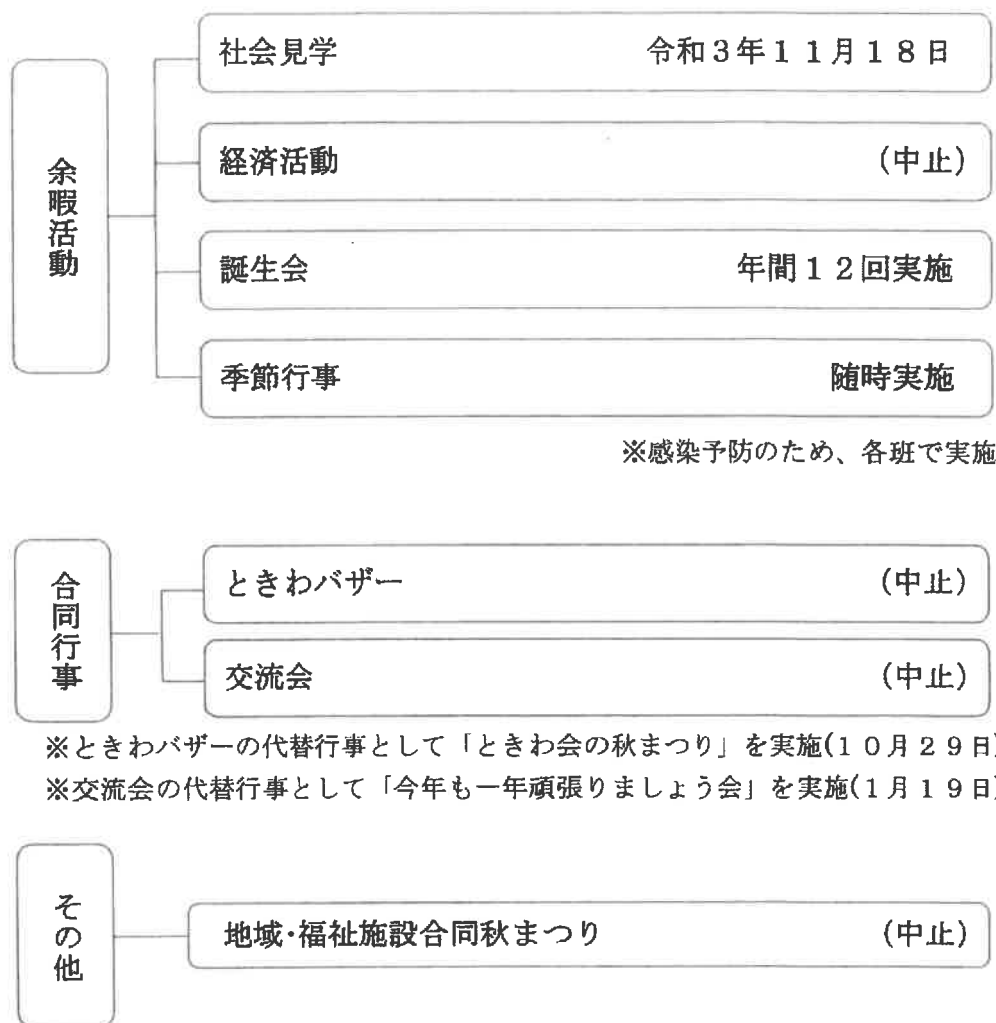 余暇活動
社会見学 令和3年11月18日
経済活動 (中止)
誕生会 年間12回実施
季節行事 随時実施
※感染予防のため、各班で実施
合同行事
ときわバザー (中止)
交流会 (中止)
※ときわバザーの代替行事として「ときわ会の秋まつり」を実施(10月29日)
※交流会の代替行事として「今年も一年頑張りましょう会」を実施(1月19日)
その他
地域・福祉施設合同秋まつり (中止)